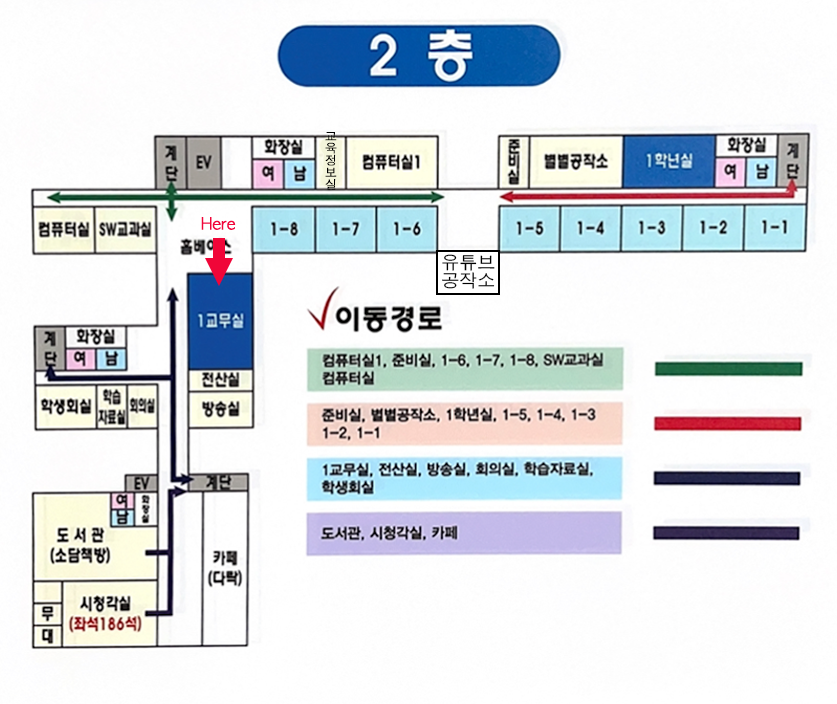 2 층
계단
EV
화장실
여 남
교육정보실
컴퓨터실1
준비실
별별공작소
1학년실
화장실
여 남
계단
컴퓨터실
SW교과실
Here
홈베이스
1-8
1-7
1-6
유튜브
공작소
1-5
1-4
1-3
1-2
1-1
1교무실
전산실
방송실
계단
화장실
여 남
학생회실
학습
자료실
회의실
이동경로
컴퓨터실1, 준비실, 1-6, 1-7, 1-8, SW교과실
컴퓨터실
준비실, 별별공작소, 1학년실, 1-5, 1-4, 1-3
1-2, 1-1
1교무실, 전산실, 방송실, 회의실, 학습자료실,
학생회실
도서관, 시청각실, 카페
EV
계단
여
남
화장실
도서관
(소담책방)
카페
(다락)
시청각실
(좌석186석)
무대